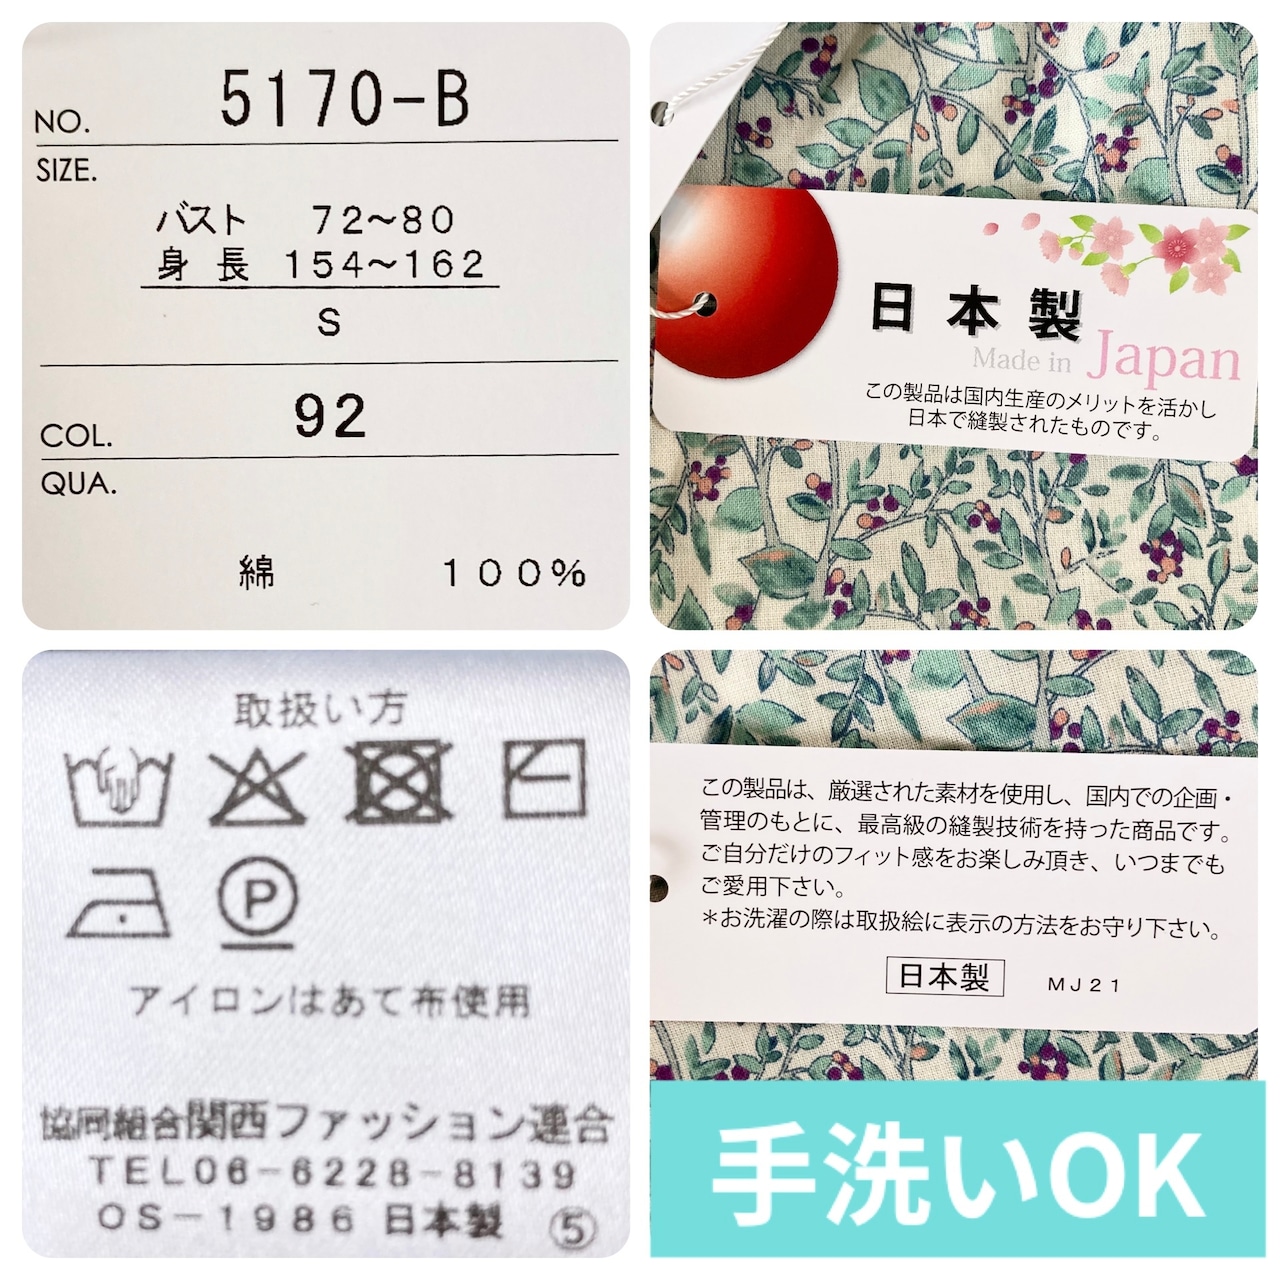 NO. 5170-B
SIZE.
バスト 72〜80
身長 154〜162
S
COL. 92
QUA.
綿 100%
日本製
Made in Japan
この製品は国内生産のメリットを活かし
日本で縫製されたものです。
取扱い方
P
アイロンはあて布使用
協同組合関西ファッション連合
TEL06-6228-8139
OS-1986 日本製 ⑤
この製品は、厳選された素材を使用し、国内での企画・
管理のもとに、最高級の縫製技術を持った商品です。
ご自分だけのフィット感をお楽しみ頂き、いつまでも
ご愛用下さい。
＊お洗濯の際は取扱絵に表示の方法をお守り下さい。
日本製 MJ21
手洗いOK